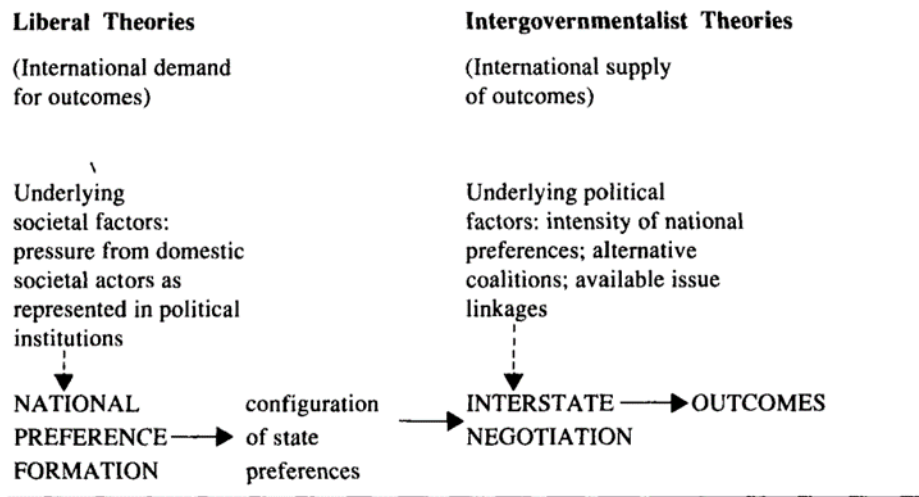 Liberal Theories
(International demand
for outcomes)
Underlying
societal factors:
pressure from domestic
societal actors as
represented in political
institutions
NATIONAL
PREFERENCE
FORMATION
configuration
of state
preferences
Intergovernmentalist Theories
(International supply
of outcomes)
Underlying political
factors: intensity of national
preferences; alternative
coalitions; available issue
linkages
INTERSTATE
NEGOTIATION
OUTCOMES